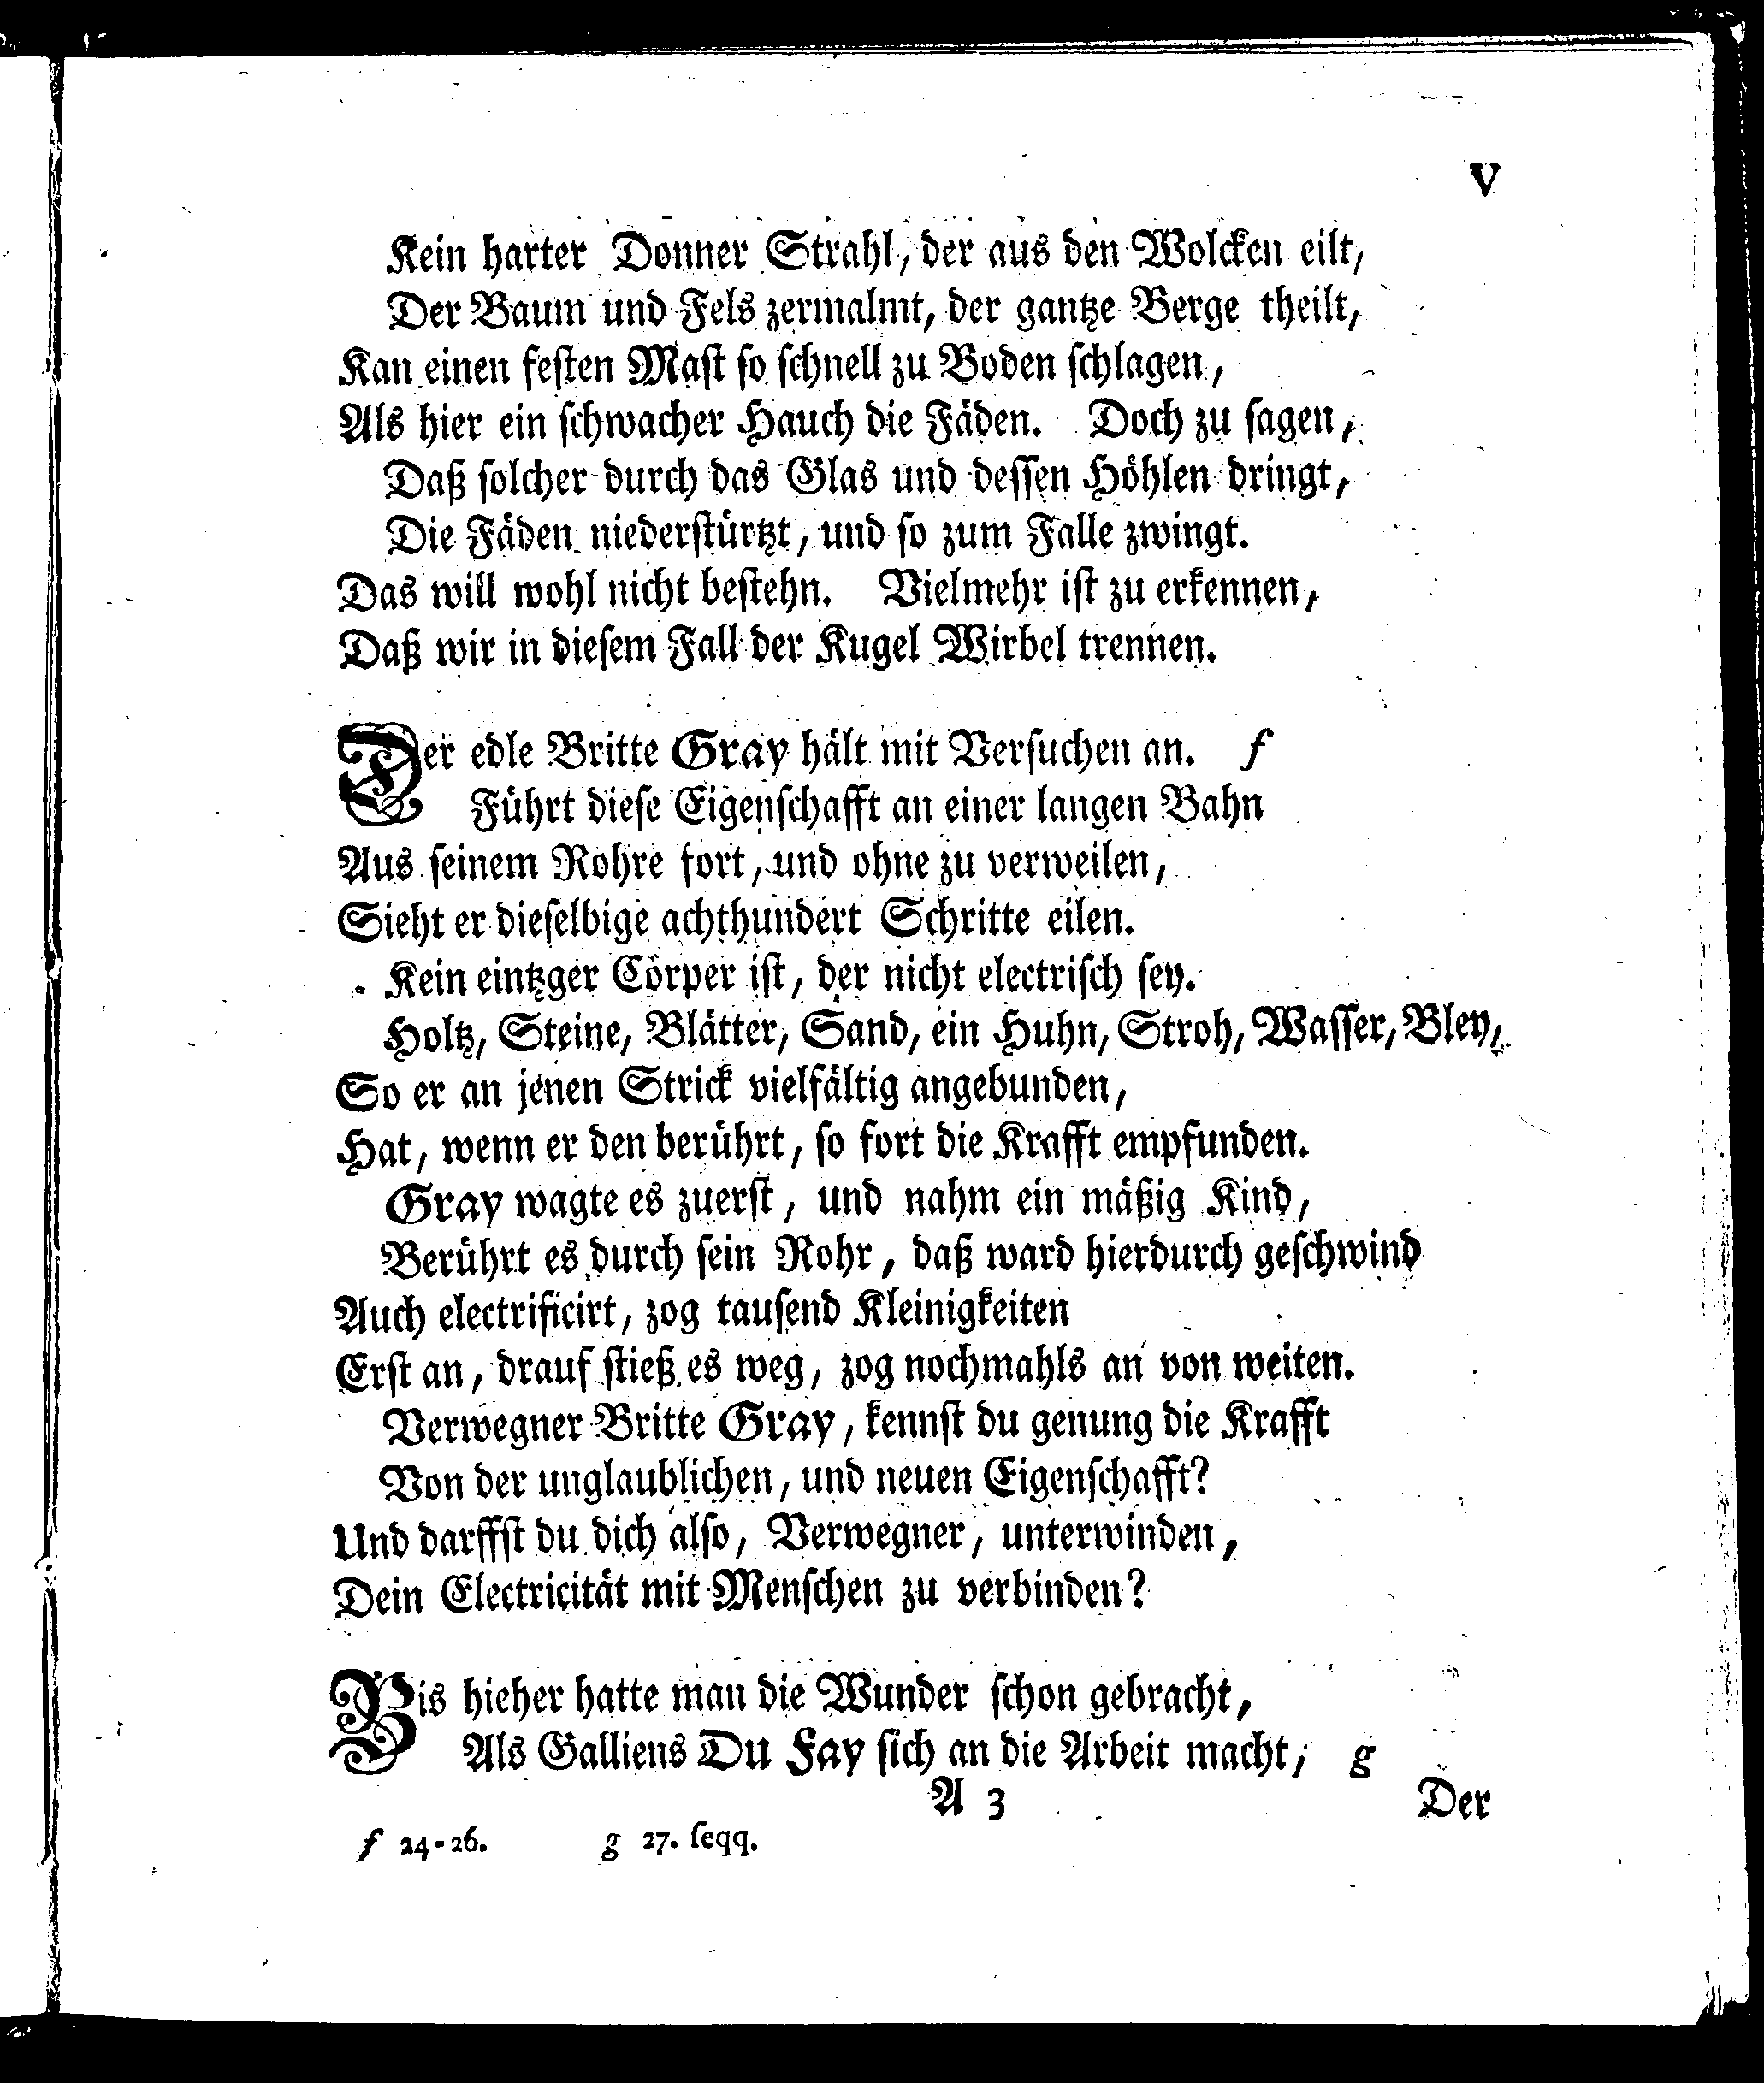 V
Kein harter Donner Strahl, der aus den Wolcken eilt,
Der Baum und Fels zermalmt, der gantze Berge theilt,
Kan einen festen Mast so schnell zu Boden schlagen,
Als hier ein schwacher Hauch die Fäden. Doch zu sagen,
Daß solcher durch das Glas und dessen Höhlen dringt,
Die Fäden niederstürtzt, und so zum Falle zwingt.
Das will wohl nicht bestehn. Vielmehr ist zu erkennen,
Daß wir in diesem Fall der Kugel Wirbel trennen.
Der edle Britte Gray hält mit Versuchen an. f
Führt diese Eigenschafft an einer langen Bahn
Aus seinem Rohre fort, und ohne zu verweilen,
Sieht er dieselbige achthundert Schritte eilen.
Kein eintzger Cörper ist, der nicht electrisch sey.
Holtz, Steine, Blätter, Sand, ein Huhn, Stroh, Wasser, Bley,
So er an jenen Strick vielfältig angebunden,
Hat, wenn er den berührt, so fort die Krafft empfunden.
Gray wagte es zuerst, und nahm ein mäßig Kind,
Berührt es durch sein Rohr, daß ward hierdurch geschwind
Auch electrificirt, zog tausend Kleinigkeiten
Erst an, drauf stieß es weg, zog nochmahls an von weiten.
Verwegner Britte Gray, kennst du genung die Krafft
Von der unglaublichen, und neuen Eigenschafft?
Und darffst du dich also, Verwegner, unterwinden,
Dein Electricität mit Menschen zu verbinden?
Bis hieher hatte man die Wunder schon gebracht,
Als Galliens Du Fay sich an die Arbeit macht, g
A 3 Der
f 24-26. g 27. seqq.